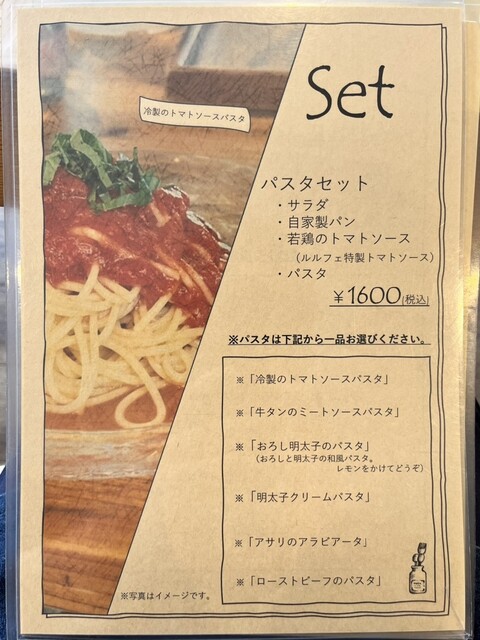 冷製のトマトソースパスタ
Set
パスタセット
・サラダ
・自家製パン
・若鶏のトマトソース
（ルルフェ特製トマトソース）
・パスタ
¥1600(税込)
※パスタは下記から一品お選びください。
※「冷製のトマトソースパスタ」
※「牛タンのミートソースパスタ」
※「おろし明太子のパスタ」
（おろしと明太子の和風パスタ。
レモンをかけてどうぞ）
※「明太子クリームパスタ」
※「アサリのアラビアータ」
※「ローストビーフのパスタ」
※写真はイメージです。